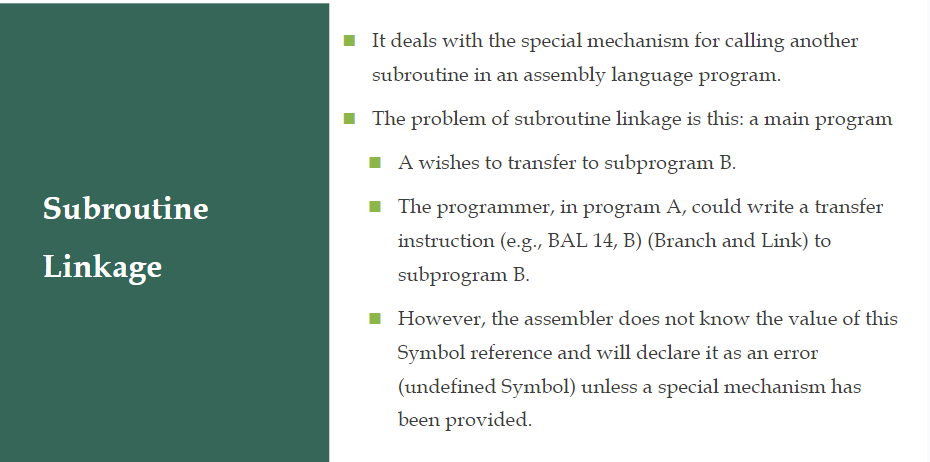 Subroutine
Linkage
It deals with the special mechanism for calling another
subroutine in an assembly language program.
The problem of subroutine linkage is this: a main program
A wishes to transfer to subprogram B.
The programmer, in program A, could write a transfer
instruction (e.g., BAL 14, B) (Branch and Link) to
subprogram B.
However, the assembler does not know the value of this
Symbol reference and will declare it as an error
(undefined Symbol) unless a special mechanism has
been provided.